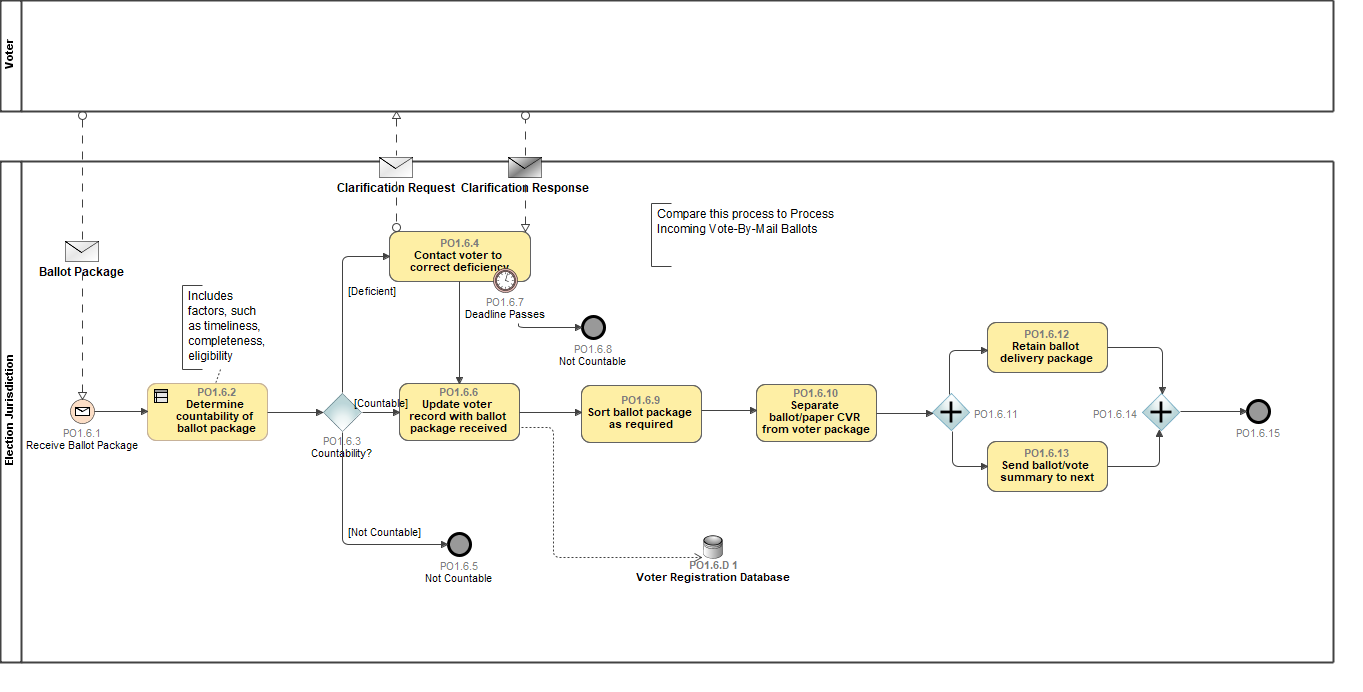 Voter
Election Jurisdiction
Clarification Request
Clarification Response
Compare this process to Process
Incoming Vote-By-Mail Ballots
Ballot Package
PO1.6.4
Contact voter to
correct deficiency
[Deficient]
PO1.6.7
Deadline Passes
PO1.6.8
Not Countable
Includes
factors, such
as timeliness,
completeness,
eligibility
PO1.6.1
Receive Ballot Package
PO1.6.2
Determine
countability of
ballot package
PO1.6.3
Countability?
[Countable]
PO1.6.6
Update voter
record with ballot
package received
PO1.6.9
Sort ballot package
as required
PO1.6.10
Separate
ballot/paper CVR
from voter package
PO1.6.11
PO1.6.12
Retain ballot
delivery package
PO1.6.13
Send ballot/vote
summary to next
PO1.6.14
PO1.6.15
[Not Countable]
PO1.6.5
Not Countable
PO1.6.D 1
Voter Registration Database